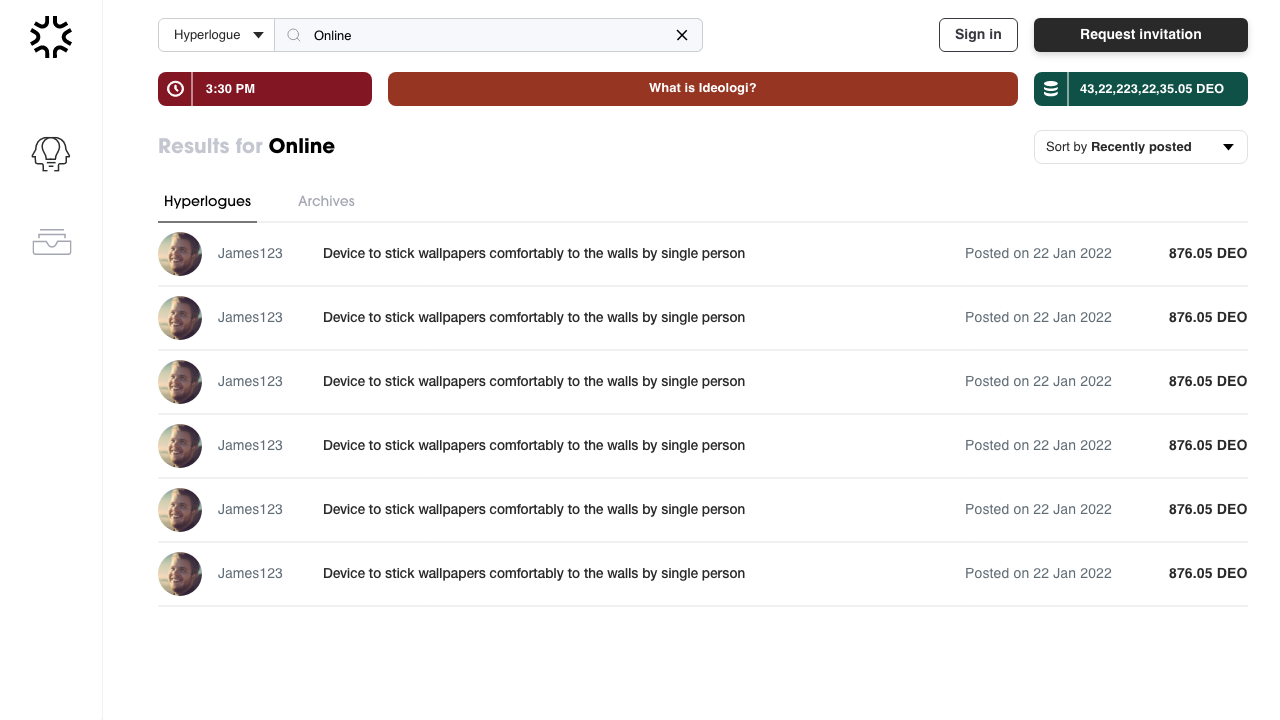 Hyperlogue Online Sign in Request invitation
3:30 PM What is Ideologi? 43,22,223,22,35.05 DEO
Results for Online Sort by Recently posted
Hyperlogues Archives
James123 Device to stick wallpapers comfortably to the walls by single person Posted on 22 Jan 2022 876.05 DEO
James123 Device to stick wallpapers comfortably to the walls by single person Posted on 22 Jan 2022 876.05 DEO
James123 Device to stick wallpapers comfortably to the walls by single person Posted on 22 Jan 2022 876.05 DEO
James123 Device to stick wallpapers comfortably to the walls by single person Posted on 22 Jan 2022 876.05 DEO
James123 Device to stick wallpapers comfortably to the walls by single person Posted on 22 Jan 2022 876.05 DEO
James123 Device to stick wallpapers comfortably to the walls by single person Posted on 22 Jan 2022 876.05 DEO